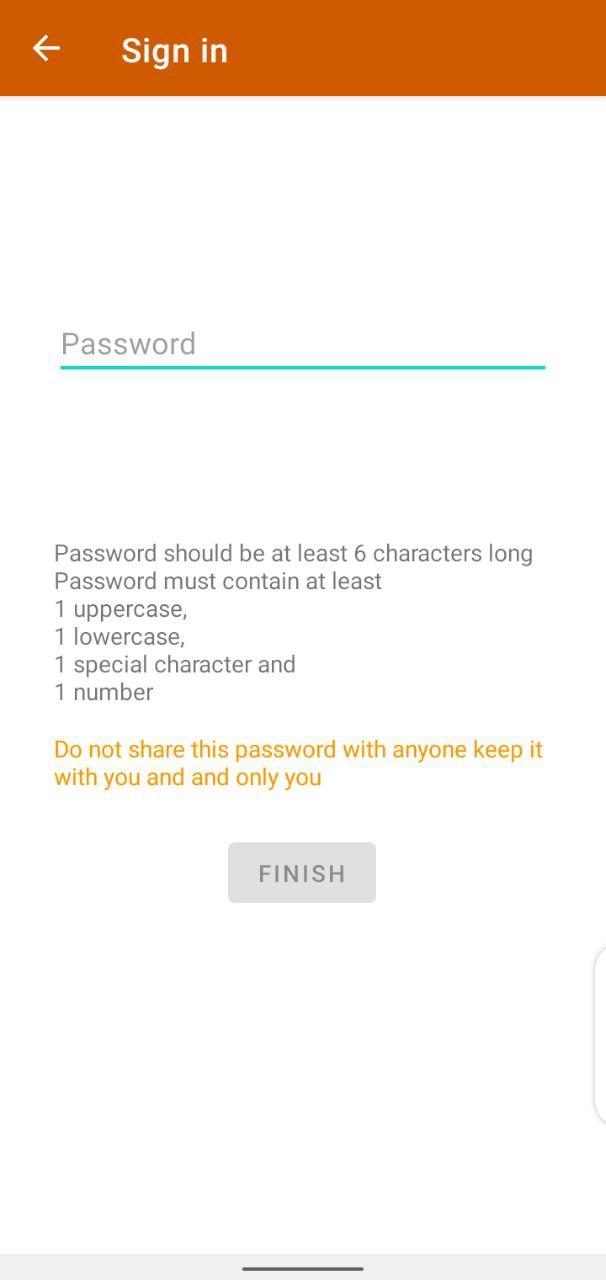 Sign in
Password
Password should be at least 6 characters long
Password must contain at least
1 uppercase,
1 lowercase,
1 special character and
1 number
Do not share this password with anyone keep it
with you and and only you
FINISH